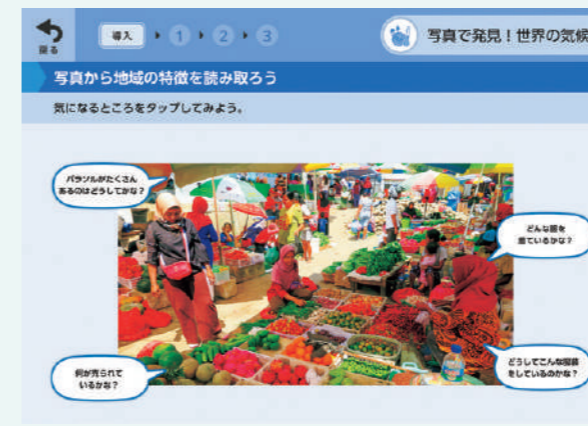 戻る
導入 1 2 3
写真で発見！世界の気候
写真から地域の特徴を読み取ろう
気になるところをタップしてみよう。
パラソルがたくさん
あるのはどうしてかな？
どんな服を
着ているかな？
何が売られて
いるかな？
どうしてこんな服装
をしているのかな？